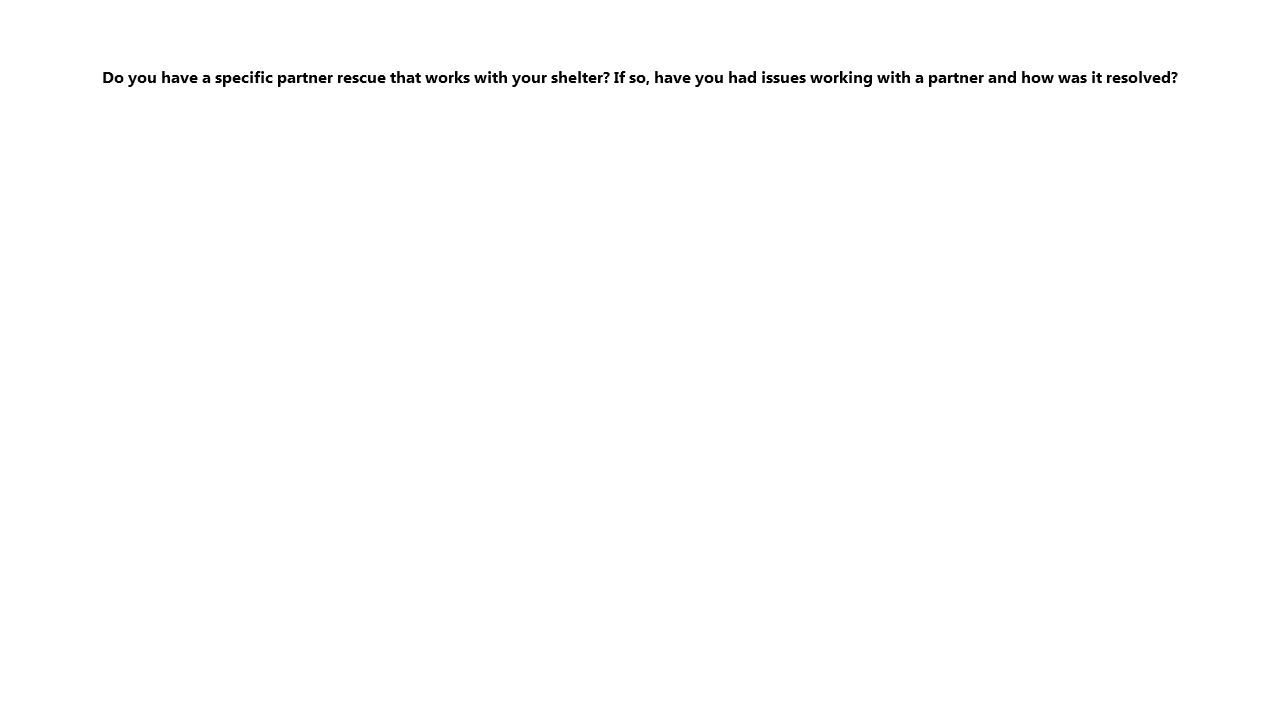 Do you have a specific partner rescue that works with your shelter? If so, have you had issues working with a partner and how was it resolved?